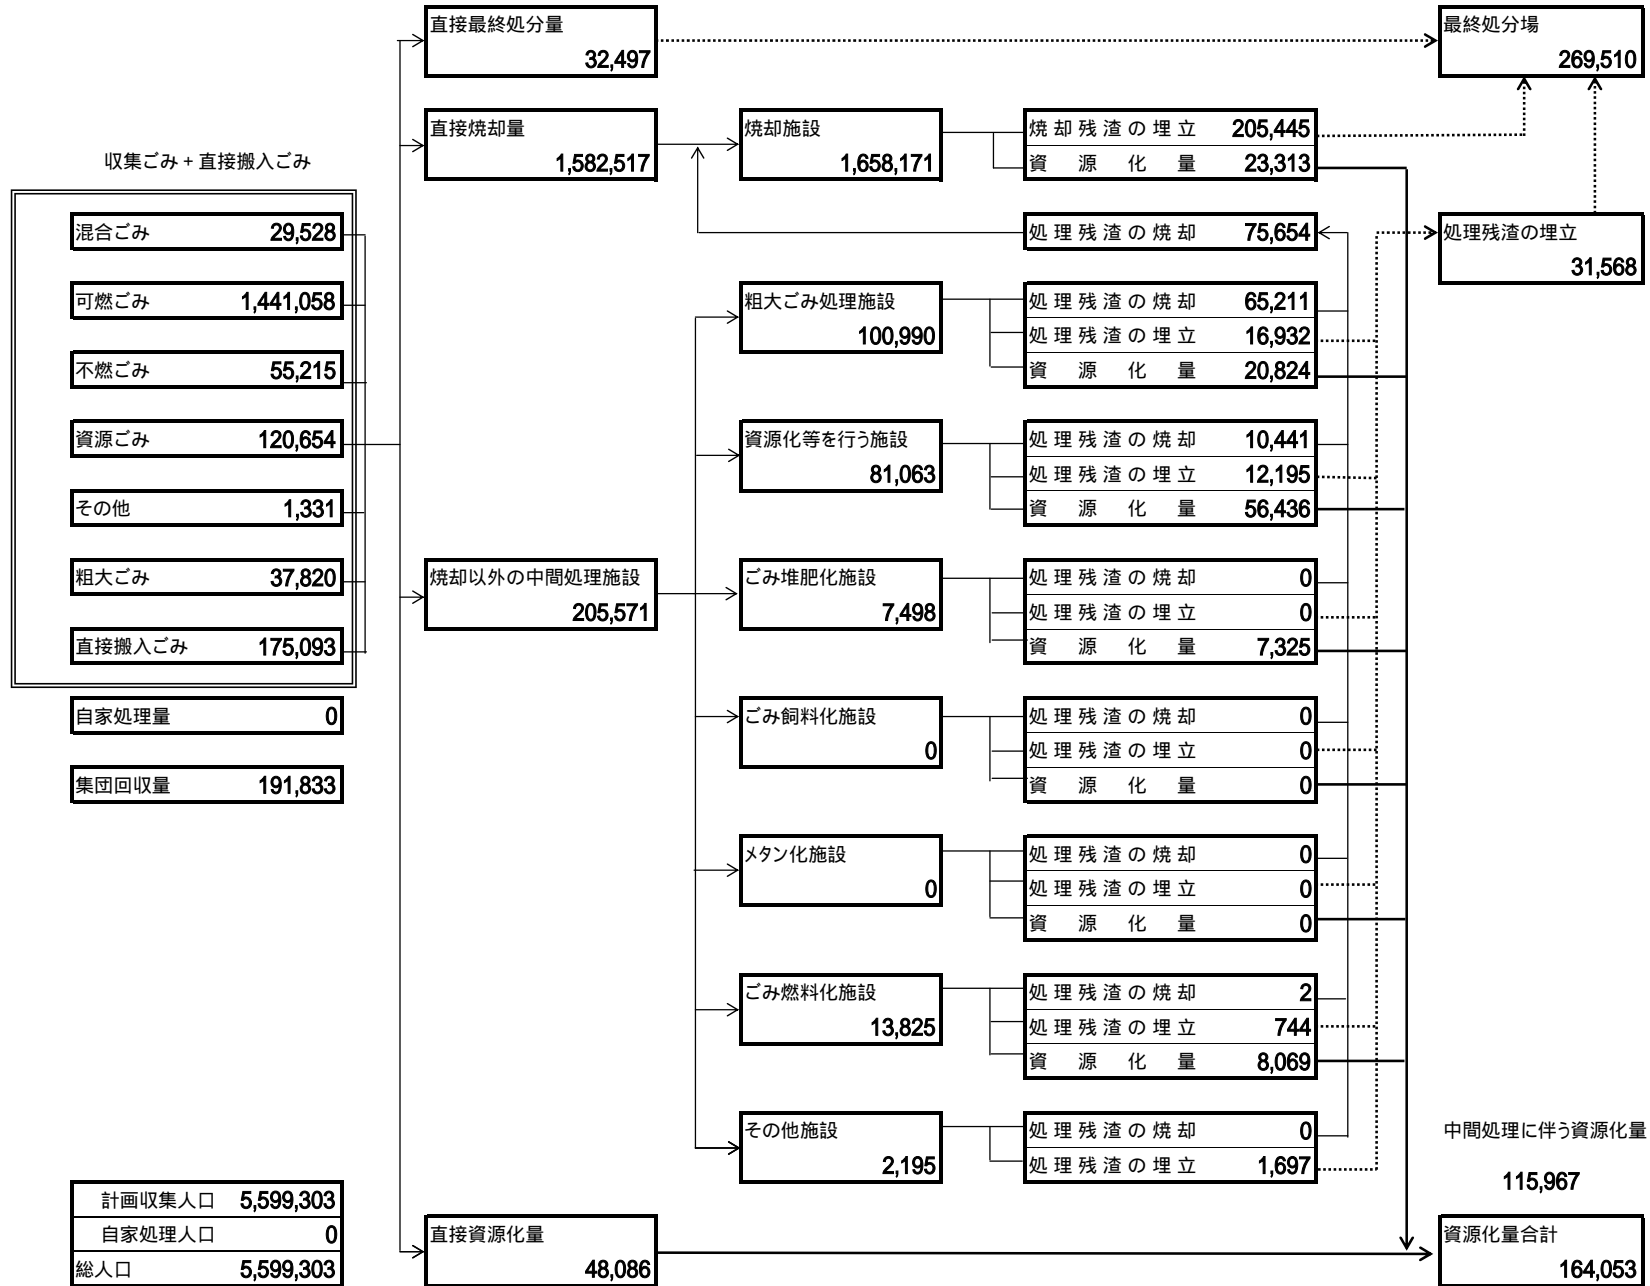 直接最終処分量
32,497
最終処分場
269,510
直接焼却量
1,582,517
焼却施設
1,658,171
焼却残渣の埋立 205,445
資源化量 23,313
収集ごみ+直接搬入ごみ
混合ごみ 29,528
処理残渣の焼却 75,654
処理残渣の埋立
31,568
可燃ごみ 1,441,058
粗大ごみ処理施設
100,990
処理残渣の焼却 65,211
処理残渣の埋立 16,932
資源化量 20,824
不燃ごみ 55,215
資源ごみ 120,654
資源化等を行う施設
81,063
処理残渣の焼却 10,441
処理残渣の埋立 12,195
資源化量 56,436
その他 1,331
粗大ごみ 37,820
焼却以外の中間処理施設
205,571
ごみ堆肥化施設
7,498
処理残渣の焼却 0
処理残渣の埋立 0
資源化量 7,325
直接搬入ごみ 175,093
自家処理量 0
ごみ飼料化施設
0
処理残渣の焼却 0
処理残渣の埋立 0
資源化量 0
集団回収量 191,833
メタン化施設
0
処理残渣の焼却 0
処理残渣の埋立 0
資源化量 0
ごみ燃料化施設
13,825
処理残渣の焼却 2
処理残渣の埋立 744
資源化量 8,069
その他施設
2,195
処理残渣の焼却 0
処理残渣の埋立 1,697
中間処理に伴う資源化量
115,967
計画収集人口 5,599,303
自家処理人口 0
総人口 5,599,303
直接資源化量
48,086
資源化量合計
164,053